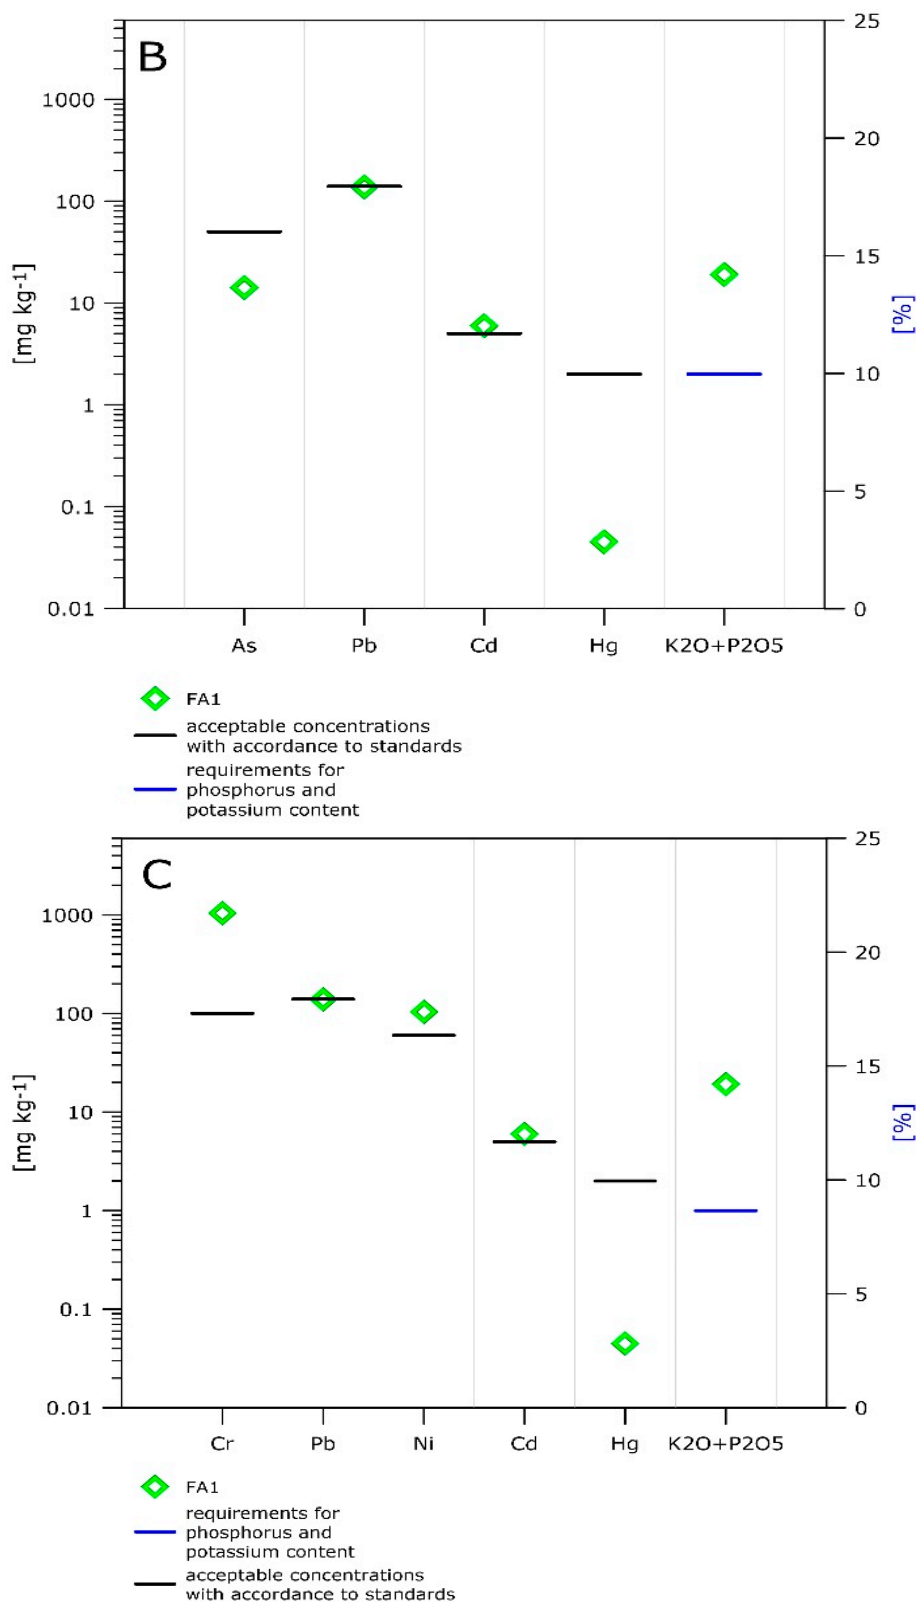 B
25
1000
20
100
15
[mg kg-1]
10
[%]
10
1
5
0.1
0.01
0
As Pb Cd Hg K2O+P2O5
FA1
acceptable concentrations
with accordance to standards
requirements for
phosphorus and
potassium content
C
25
1000
20
100
15
[mg kg-1]
10
[%]
10
1
5
0.1
0.01
0
Cr Pb Ni Cd Hg K2O+P2O5
FA1
requirements for
phosphorus and
potassium content
acceptable concentrations
with accordance to standards